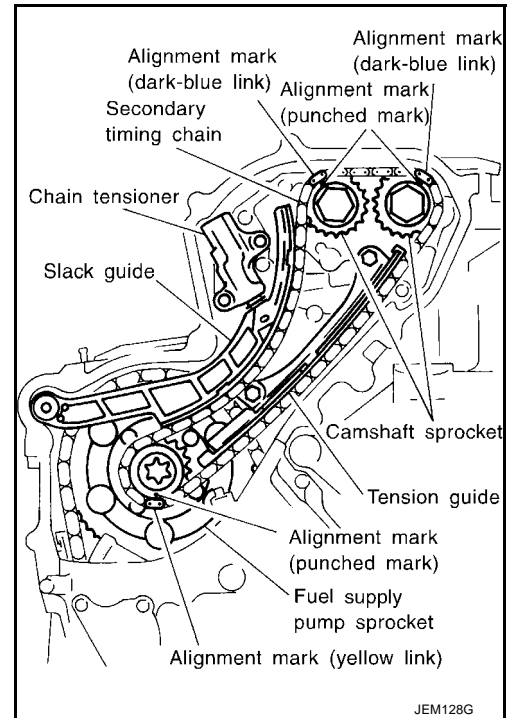 Alignment mark
(dark-blue link)
Alignment mark
(dark-blue link)
Alignment mark
(punched mark)
Secondary
timing chain
Chain tensioner
Slack guide
Camshaft sprocket
Tension guide
Alignment mark
(punched mark)
Fuel supply
pump sprocket
Alignment mark (yellow link)
JEM128G